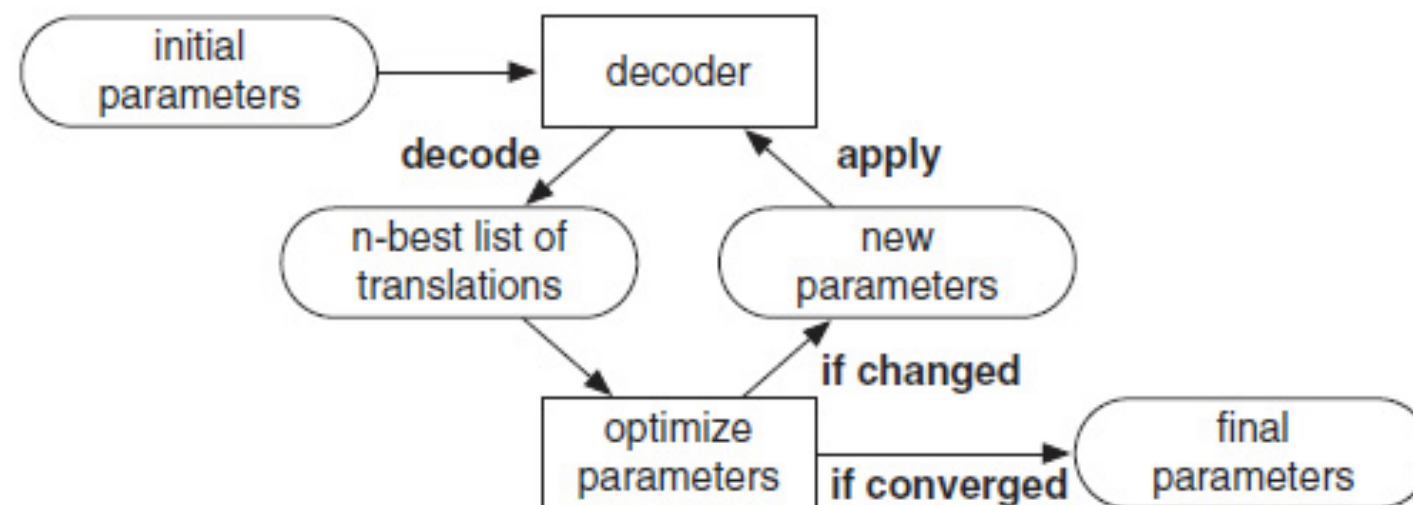 initial
parameters
decoder
decode
apply
n-best list of
translations
new
parameters
if changed
optimize
parameters
if converged
final
parameters